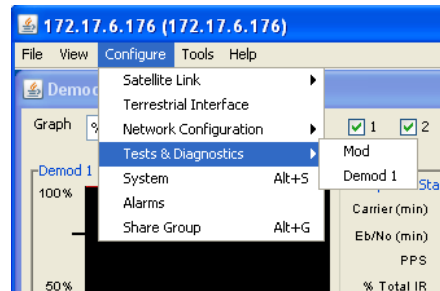 172.17.6.176 (172.17.6.176)
File View Configure Tools Help
Satellite Link
Terrestrial Interface
Network Configuration
Tests & Diagnostics
System Alt+S
Alarms
Share Group Alt+G
Mod
Demod 1
Graph
1 2
Demod 1
100%
50%
Carrier (min)
Eb/No (min)
PPS
% Total IR